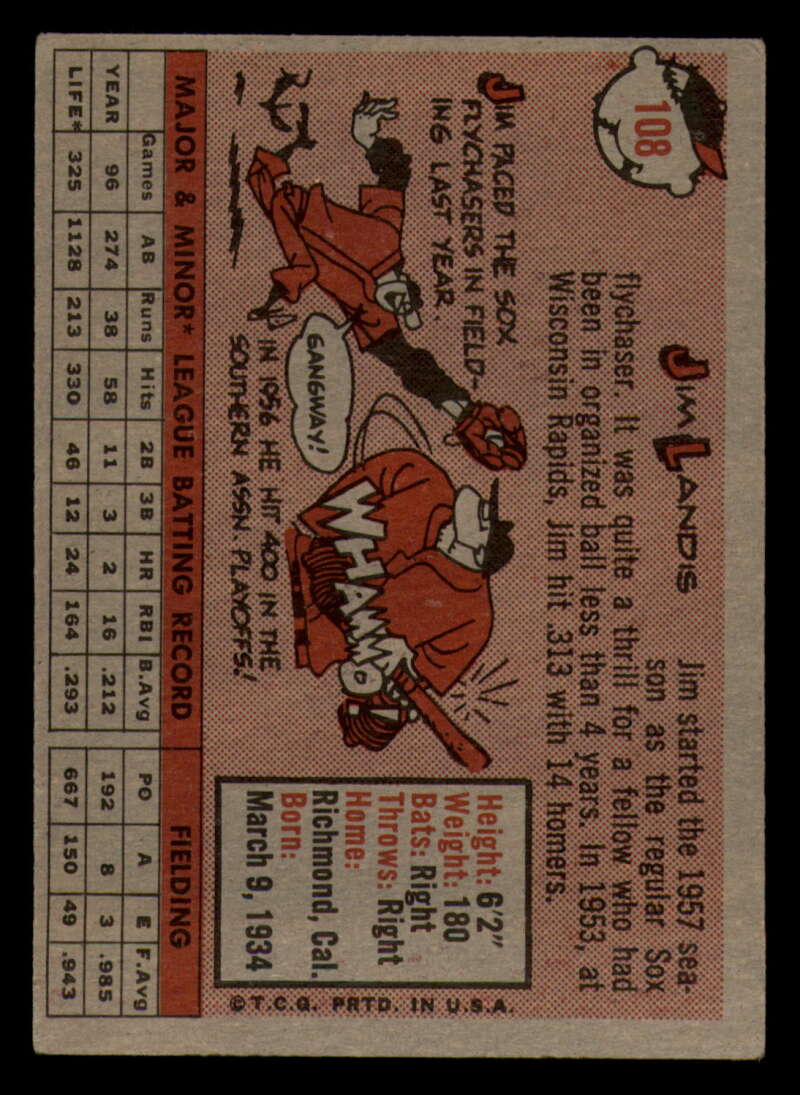 108
JIM LANDIS
Jim started the 1957 sea-
son as the regular Sox
flychaser. It was quite a thrill for a fellow who had
been in organized ball less than 4 years. In 1953, at
Wisconsin Rapids, Jim hit .313 with 14 homers.
JIM PACED THE SOX
FLYCHASERS IN FIELD-
ING LAST YEAR.
GANGWAY!
WHAMMO
IN 1956 HE HIT 400 IN THE
SOUTHERN ASSN. PLAYOFFS!
Height: 6'2"
Weight: 180
Bats: Right
Throws: Right
Home:
Richmond, Cal.
Born:
March 9, 1934
©T.C.G. PRTD. IN U.S.A.
MAJOR & MINOR* LEAGUE BATTING RECORD FIELDING
Games AB Runs Hits 2B 3B HR RBI B.Avg PO A E F.Avg
YEAR 96 274 38 58 11 3 2 16 .212 192 8 3 .985
LIFE* 325 1128 213 330 46 12 24 164 .293 667 150 49 .943